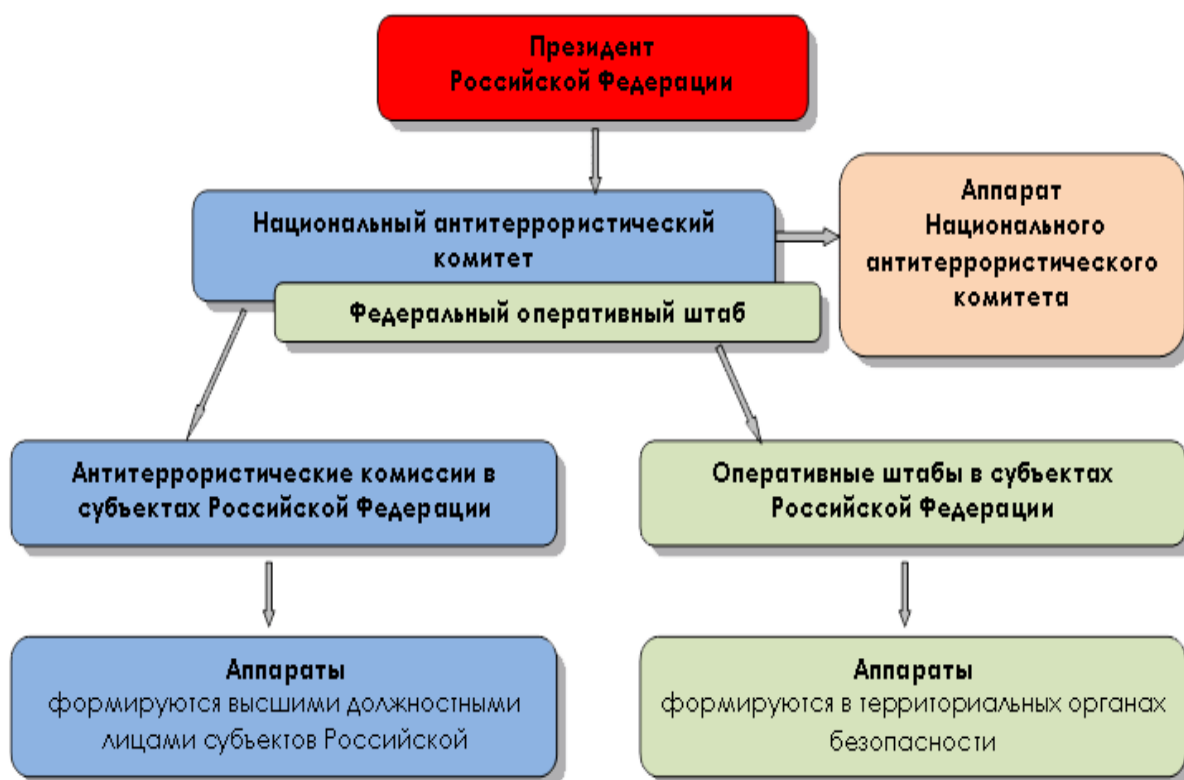 Президент
Российской Федерации
Национальный антитеррористический
комитет
Аппарат
Национального
антитеррористического
комитета
Федеральный оперативный штаб
Антитеррористические комиссии в
субъектах Российской Федерации
Оперативные штабы в субъектах
Российской Федерации
Аппараты
формируются высшими должностными
лицами субъектов Российской
Аппараты
формируются в территориальных органах
безопасности